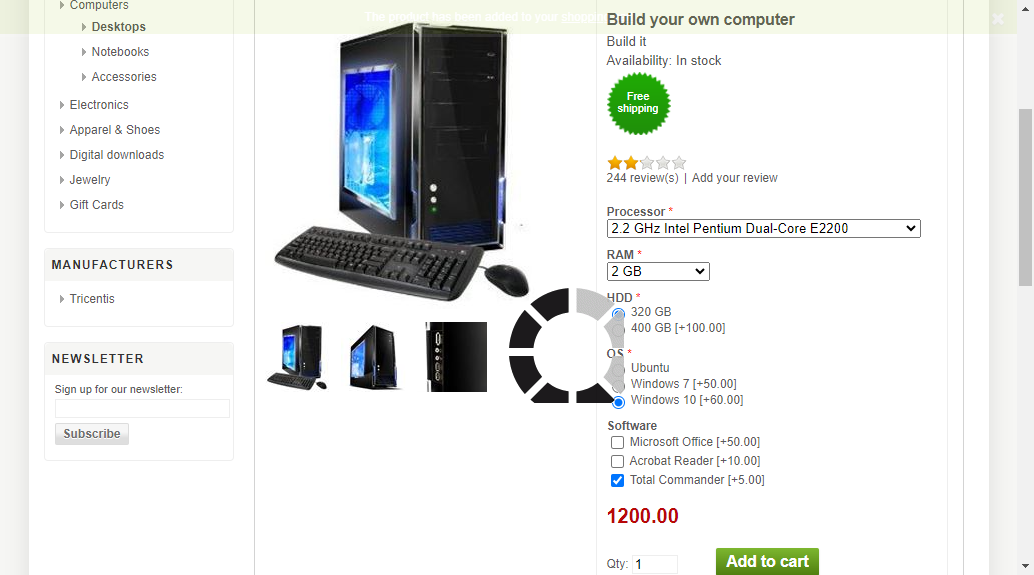 Computers
Desktops
Notebooks
Accessories
Electronics
Apparel & Shoes
Digital downloads
Jewelry
Gift Cards
MANUFACTURERS
Tricentis
NEWSLETTER
Sign up for our newsletter:
Subscribe
The product has been added to your shopping
Build your own computer
Build it
Availability: In stock
Free
shipping
244 review(s) | Add your review
Processor *
2.2 GHz Intel Pentium Dual-Core E2200
RAM *
2 GB
HDD *
320 GB
400 GB [+100.00]
OS *
Ubuntu
Windows 7 [+50.00]
Windows 10 [+60.00]
Software
Microsoft Office [+50.00]
Acrobat Reader [+10.00]
Total Commander [+5.00]
1200.00
Qty: 1
Add to cart